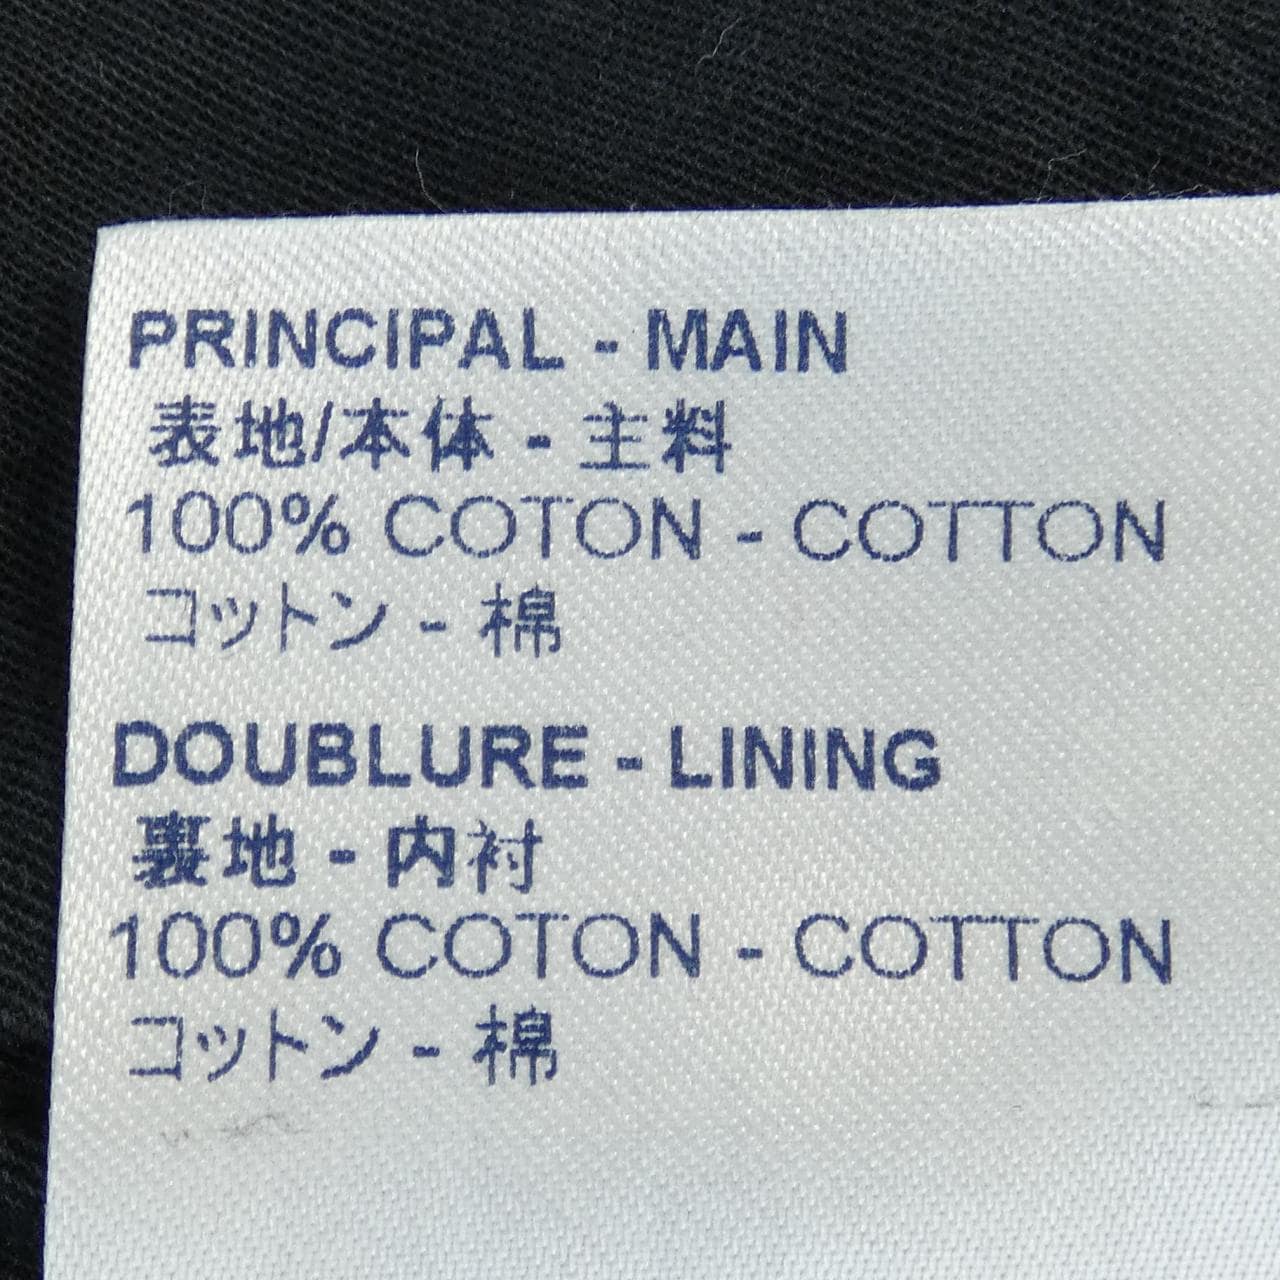 PRINCIPAL - MAIN
表地/本体 - 主料
100% COTON - COTTON
コットン - 棉
DOUBLURE - LINING
裏地 - 内衬
100% COTON - COTTON
コットン - 棉